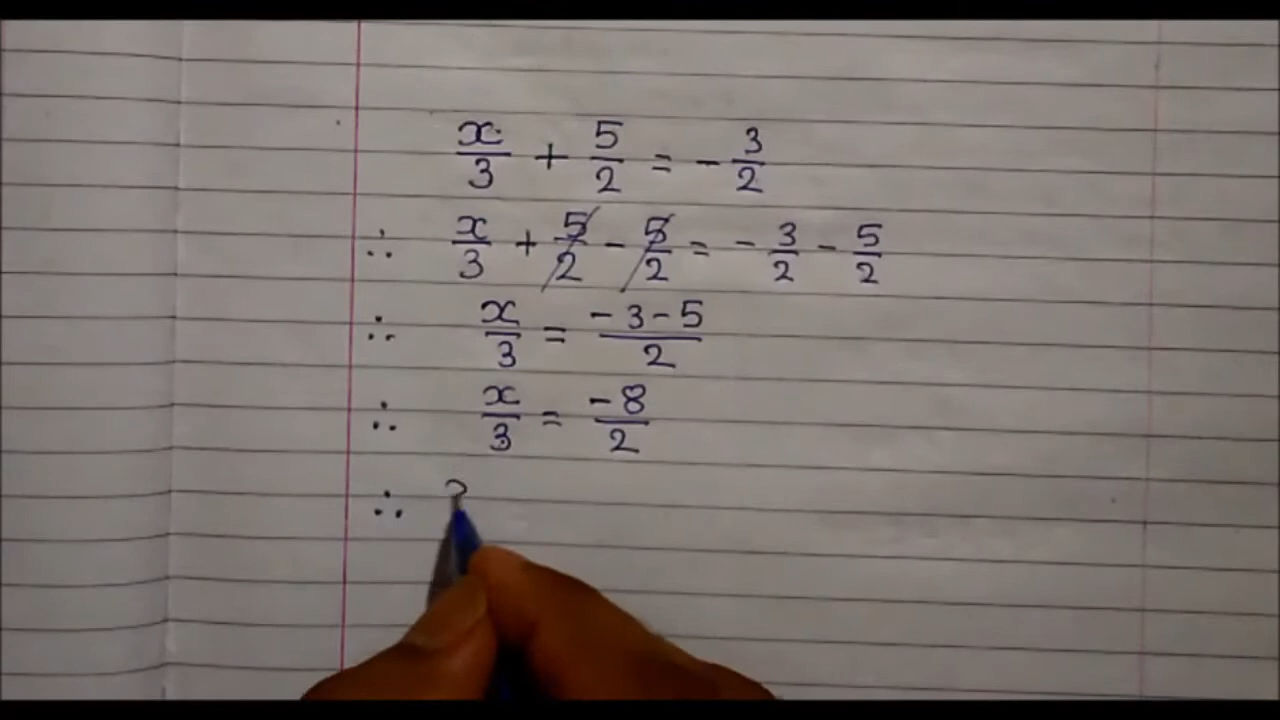 x/3 + 5/2 = - 3/2
∴ x/3 + 5/2 - 5/2 = - 3/2 - 5/2
∴ x/3 = -3-5/2
∴ x/3 = -8/2
∴